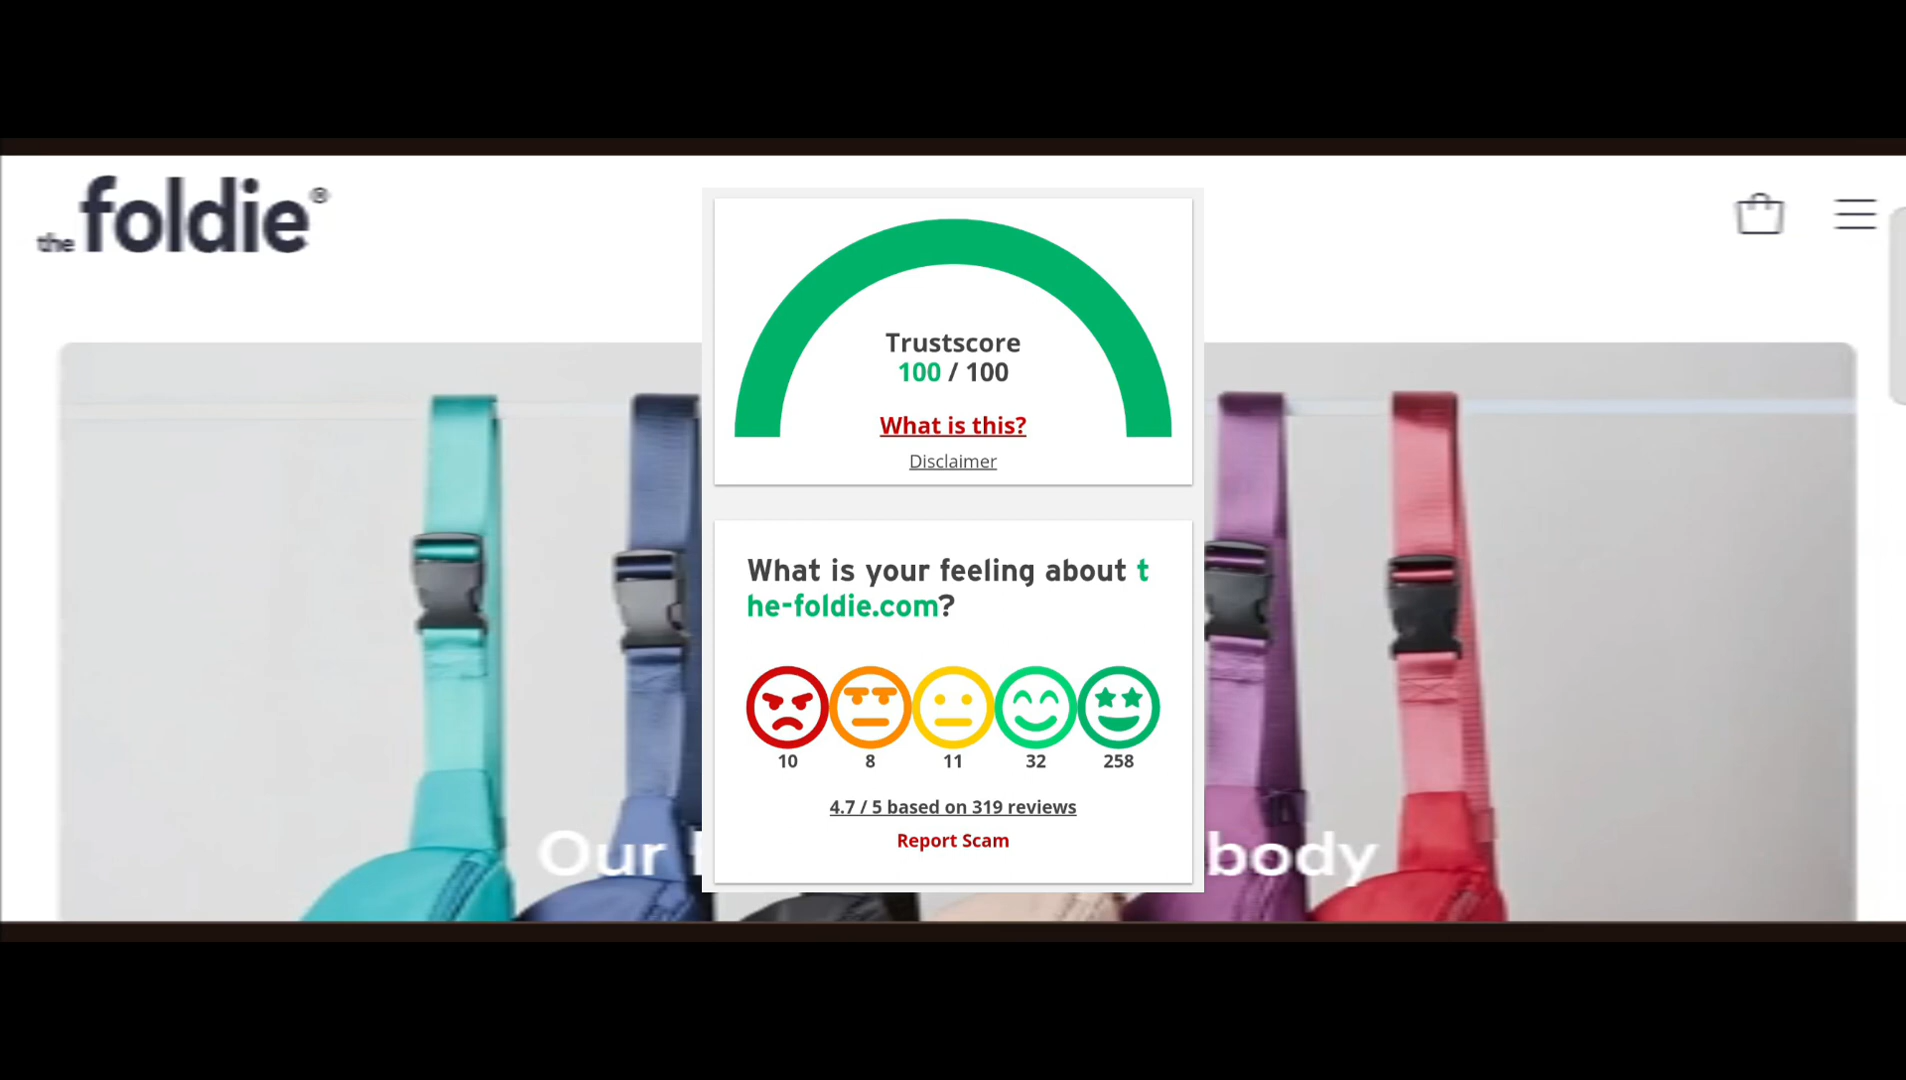 the foldie®
Trustscore
100 / 100
What is this?
Disclaimer
What is your feeling about t
he-foldie.com?
10 8 11 32 258
4.7 / 5 based on 319 reviews
Report Scam
Our body